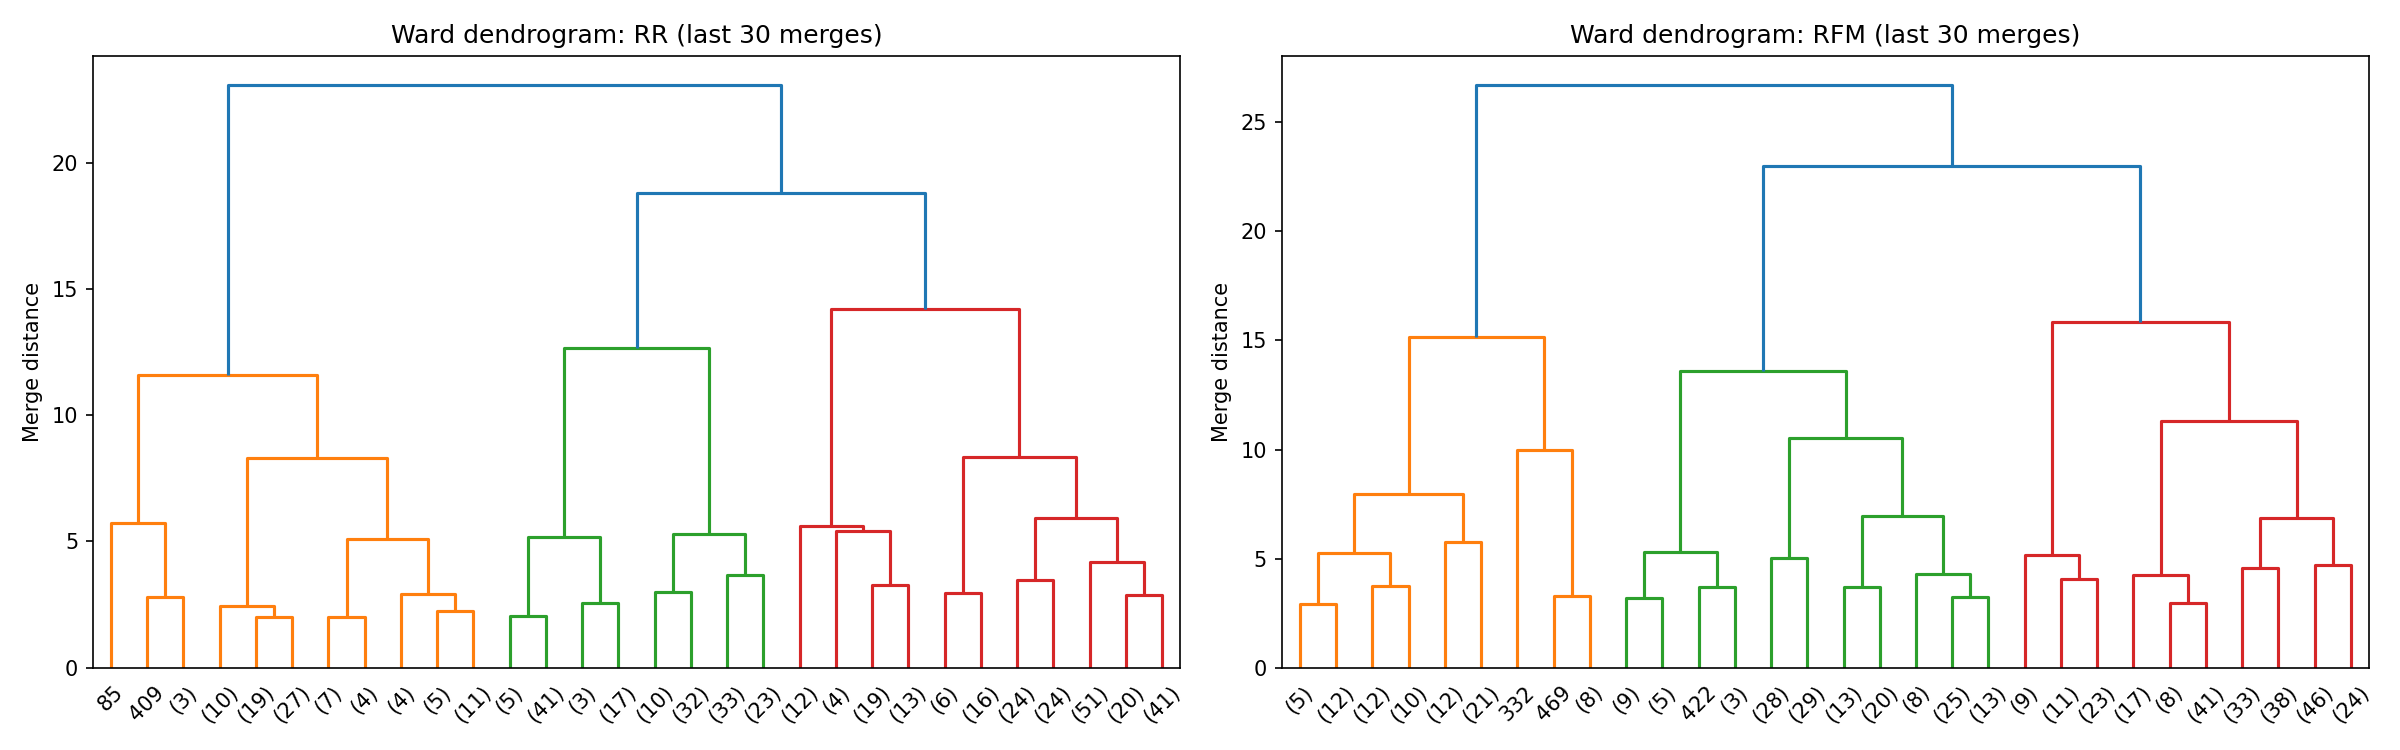 Ward dendrogram: RR (last 30 merges)
Merge distance
20
15
10
5
0
85 409 (3) (10) (19) (27) (7) (4) (4) (5) (11) (5) (41) (3) (17) (10) (32) (33) (23) (12) (4) (19) (13) (6) (16) (24) (24) (51) (20) (41)
Ward dendrogram: RFM (last 30 merges)
Merge distance
25
20
15
10
5
0
(5) (12) (12) (10) (12) (21) 332 469 (8) (9) (5) 422 (3) (28) (29) (13) (20) (8) (25) (13) (9) (11) (23) (17) (8) (41) (33) (38) (46) (24)